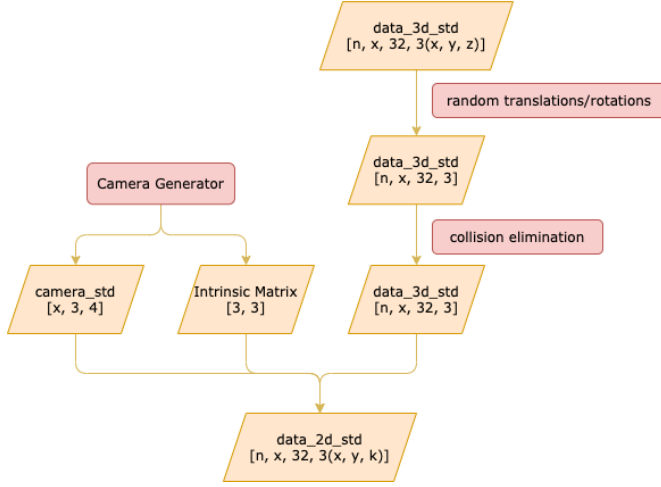 data_3d_std
[n, x, 32, 3(x, y, z)]
random translations/rotations
data_3d_std
[n, x, 32, 3]
Camera Generator
collision elimination
camera_std
[x, 3, 4]
Intrinsic Matrix
[3, 3]
data_3d_std
[n, x, 32, 3]
data_2d_std
[n, x, 32, 3(x, y, k)]